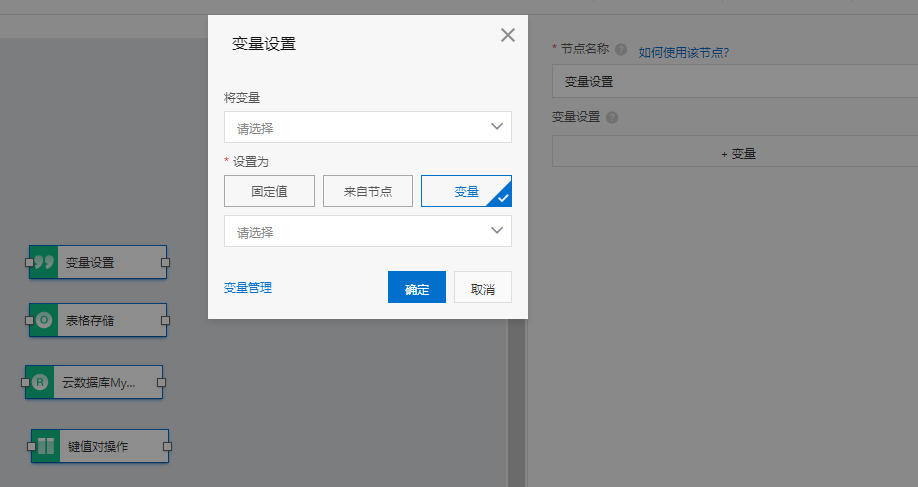 变量设置
将变量
请选择
* 设置为
固定值
来自节点
变量
请选择
变量管理
确定
取消
* 节点名称 ? 如何使用该节点?
变量设置
变量设置 ?
+ 变量
变量设置
O 表格存储
R 云数据库My...
键值对操作